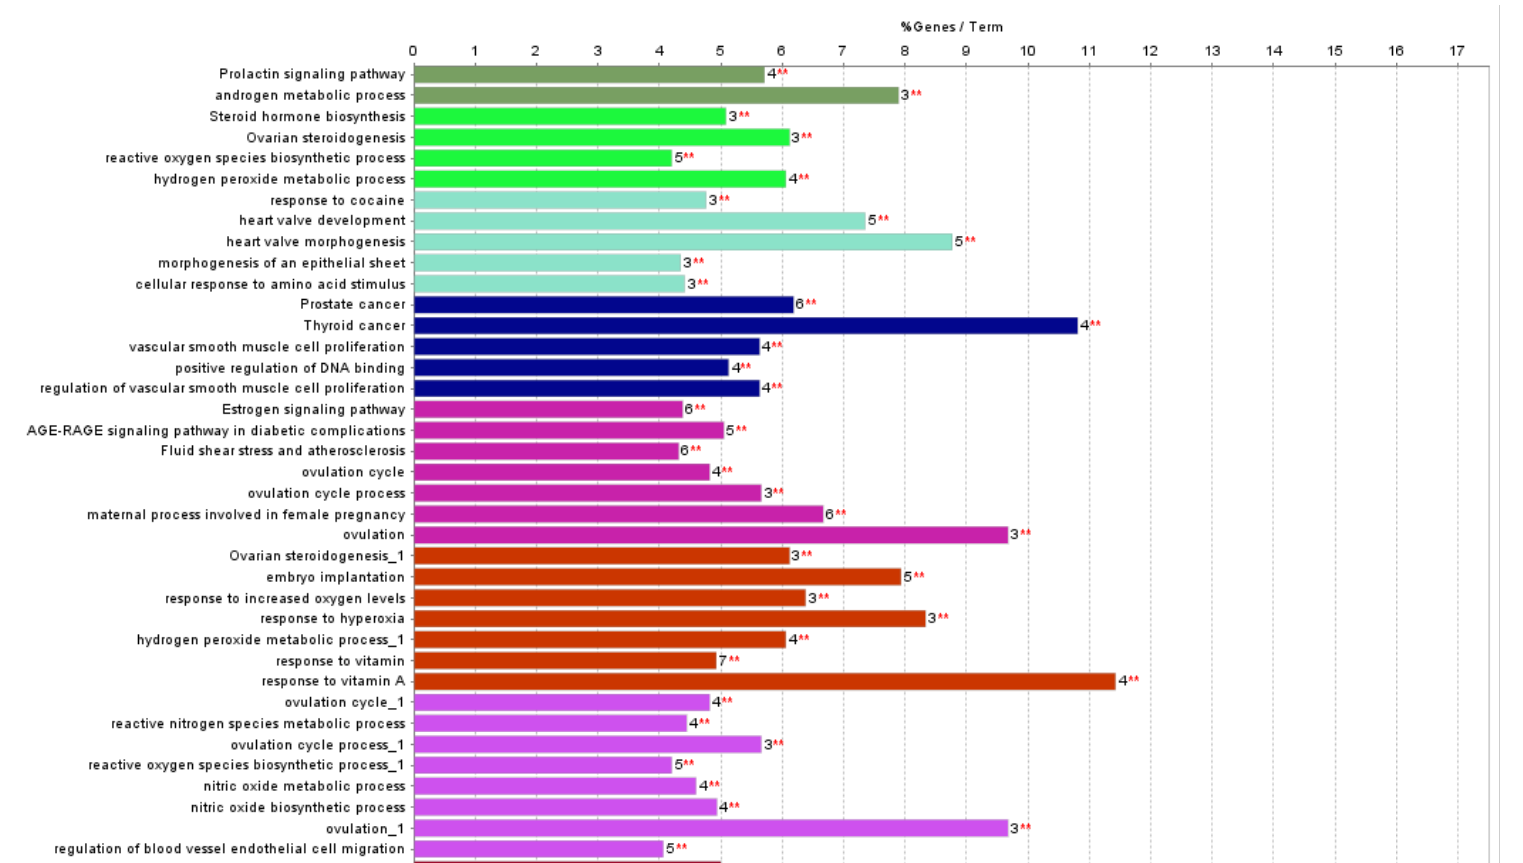 %Genes / Term
0 1 2 3 4 5 6 7 8 9 10 11 12 13 14 15 16 17
Prolactin signaling pathway 4**
androgen metabolic process 3**
Steroid hormone biosynthesis 3**
Ovarian steroidogenesis 3**
reactive oxygen species biosynthetic process 5**
hydrogen peroxide metabolic process 4**
response to cocaine 3**
heart valve development 5**
heart valve morphogenesis 5**
morphogenesis of an epithelial sheet 3**
cellular response to amino acid stimulus 3**
Prostate cancer 6**
Thyroid cancer 4**
vascular smooth muscle cell proliferation 4**
positive regulation of DNA binding 4**
regulation of vascular smooth muscle cell proliferation 4**
Estrogen signaling pathway 6**
AGE-RAGE signaling pathway in diabetic complications 5**
Fluid shear stress and atherosclerosis 6**
ovulation cycle 4**
ovulation cycle process 3**
maternal process involved in female pregnancy 6**
ovulation 3**
Ovarian steroidogenesis_1 3**
embryo implantation 5**
response to increased oxygen levels 3**
response to hyperoxia 3**
hydrogen peroxide metabolic process_1 4**
response to vitamin 7**
response to vitamin A 4**
ovulation cycle_1 4**
reactive nitrogen species metabolic process 4**
ovulation cycle process_1 3**
reactive oxygen species biosynthetic process_1 5**
nitric oxide metabolic process 4**
nitric oxide biosynthetic process 4**
ovulation_1 3**
regulation of blood vessel endothelial cell migration 5**